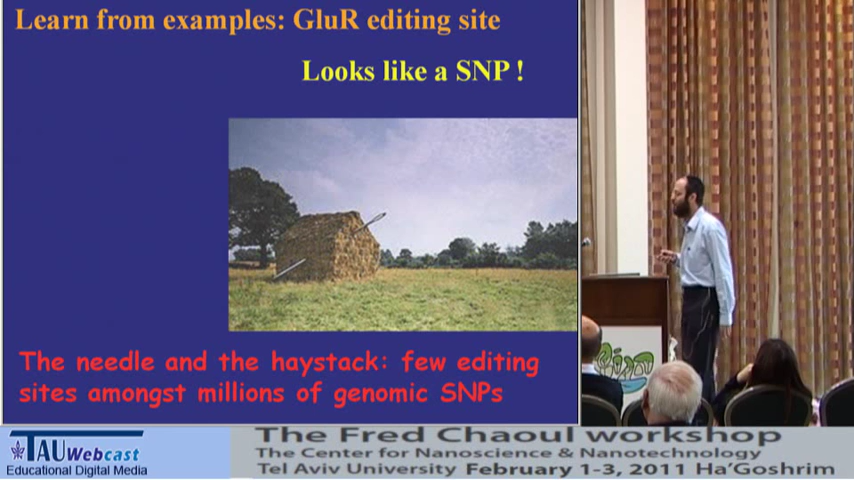 Learn from examples: GluR editing site
Looks like a SNP !
The needle and the haystack: few editing
sites amongst millions of genomic SNPs
TAU Webcast
Educational Digital Media
The Fred Chaoul workshop
The Center for Nanoscience & Nanotechnology
Tel Aviv University February 1-3, 2011 Ha'Goshrim